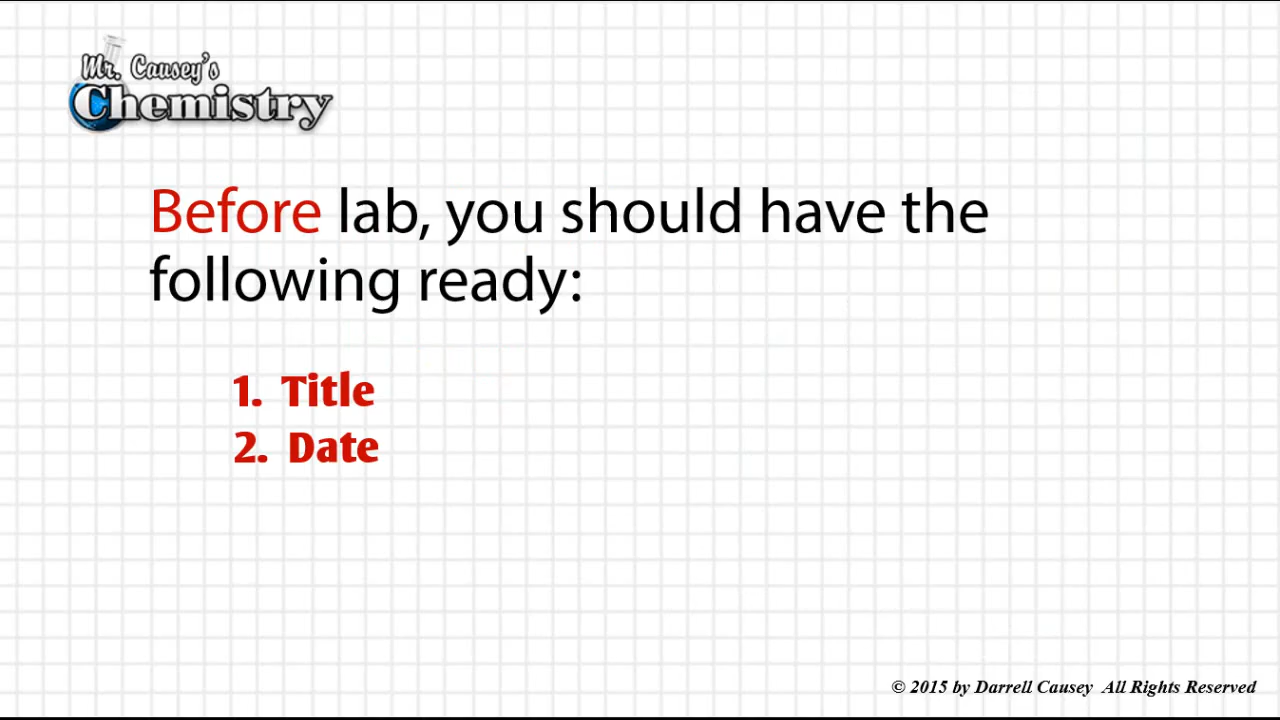 Mr. Causey's
Chemistry
Before lab, you should have the
following ready:
1. Title
2. Date
© 2015 by Darrell Causey All Rights Reserved